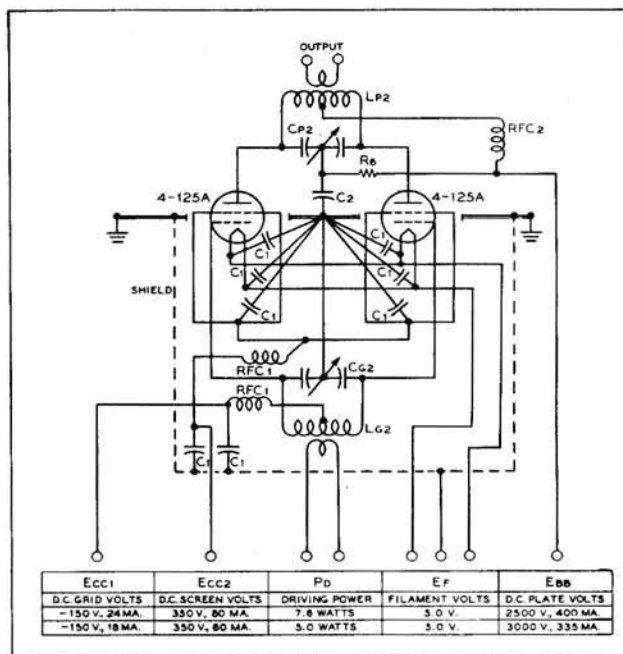 OUTPUT
LP2
CP2
RFC2
R6
4-125A
C2
4-125A
C1
C1
C1
C1
SHIELD
C1
C1
RFC1
CG2
RFC1
LG2
C1
C1
ECC1 ECC2 PD EF EBB
D.C. GRID VOLTS D.C. SCREEN VOLTS DRIVING POWER FILAMENT VOLTS D.C. PLATE VOLTS
-150 V, 24 MA. 350 V, 80 MA. 7.6 WATTS 5.0 V. 2500 V, 400 MA.
-150 V, 18 MA. 350 V, 60 MA. 5.0 WATTS 5.0 V. 3000 V, 335 MA.